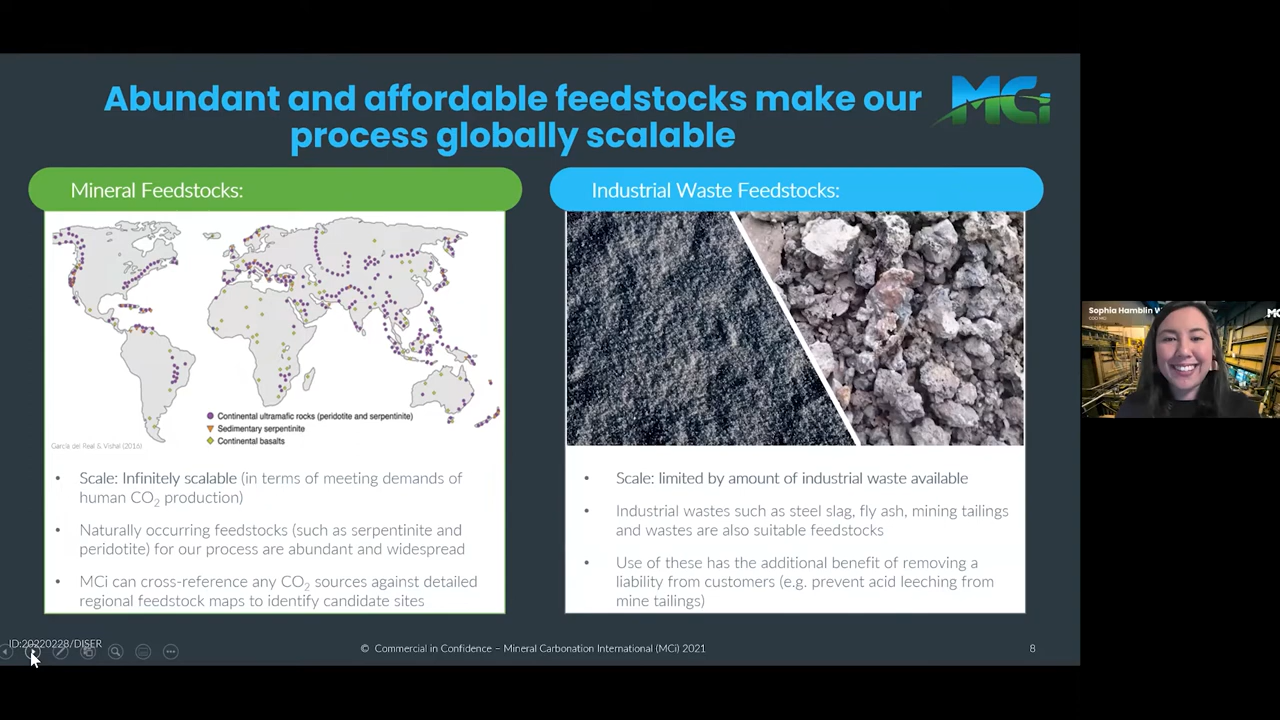 Abundant and affordable feedstocks make our
process globally scalable
MCi
Mineral Feedstocks:
Continental ultramafic rocks (peridotite and serpentinite)
Sedimentary serpentinite
Continental basalts
García del Real & Vishal (2016)
• Scale: Infinitely scalable (in terms of meeting demands of
human CO2 production)
• Naturally occurring feedstocks (such as serpentinite and
peridotite) for our process are abundant and widespread
• MCi can cross-reference any CO2 sources against detailed
regional feedstock maps to identify candidate sites
Industrial Waste Feedstocks:
• Scale: limited by amount of industrial waste available
• Industrial wastes such as steel slag, fly ash, mining tailings
and wastes are also suitable feedstocks
• Use of these has the additional benefit of removing a
liability from customers (e.g. prevent acid leeching from
mine tailings)
ID:20220228/DISER
© Commercial in Confidence – Mineral Carbonation International (MCi) 2021
8
Sophia Hamblin W
COO MCi
MC